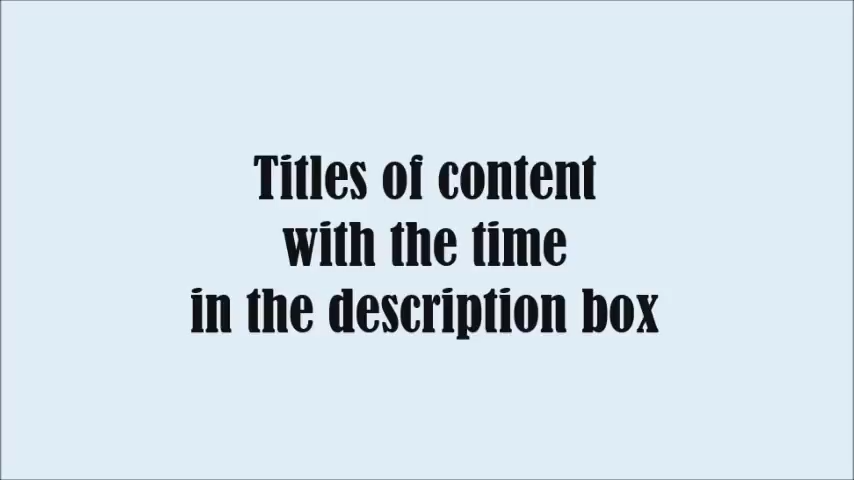 Titles of content
with the time
in the description box